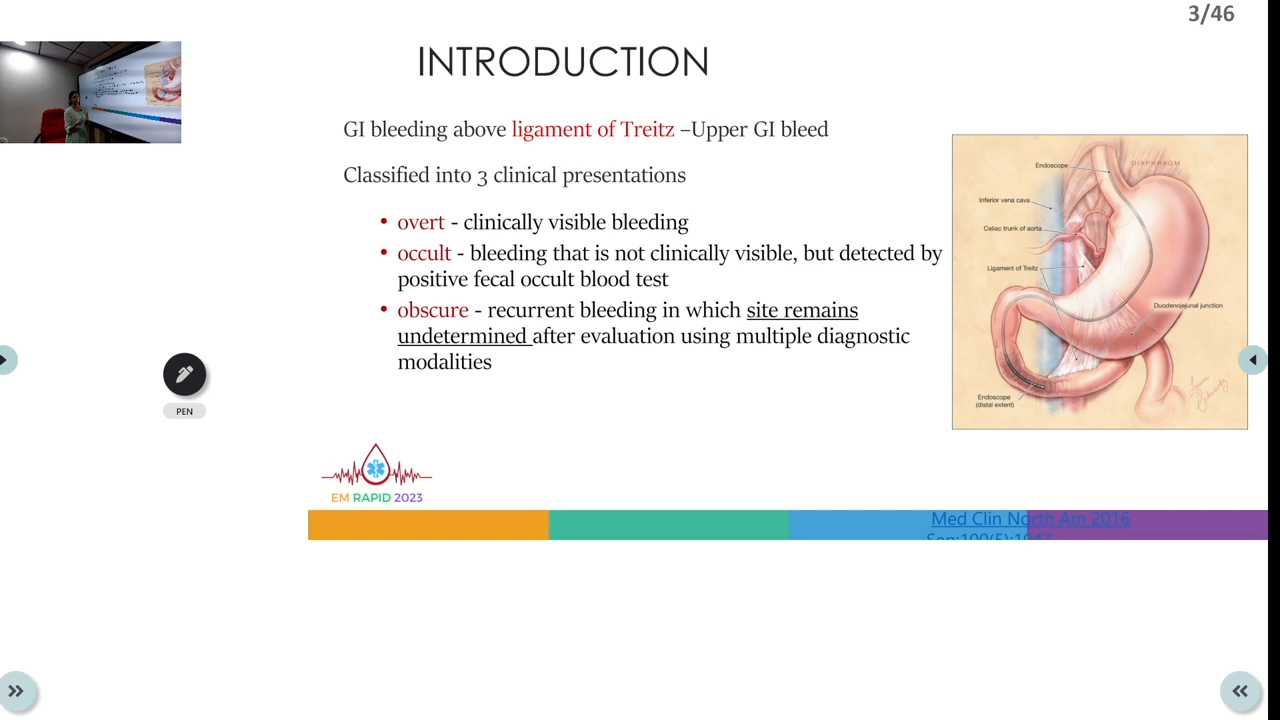 3/46
INTRODUCTION
GI bleeding above ligament of Treitz –Upper GI bleed
Classified into 3 clinical presentations
• overt - clinically visible bleeding
• occult - bleeding that is not clinically visible, but detected by
positive fecal occult blood test
• obscure - recurrent bleeding in which site remains
undetermined after evaluation using multiple diagnostic
modalities
Endoscope
DIAPHRAGM
Inferior vena cava
Celiac trunk of aorta
Ligament of Treitz
Duodenojejunal junction
Endoscope
(distal extent)
PEN
EM RAPID 2023
Med Clin North Am 2016